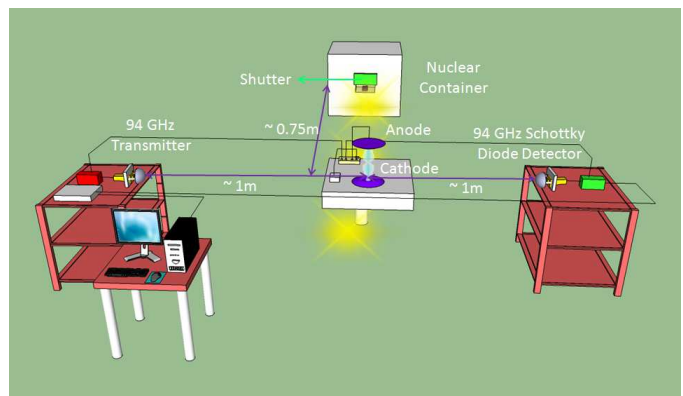 Shutter
Nuclear
Container
94 GHz
Transmitter
~ 0.75m
Anode
94 GHz Schottky
Diode Detector
Cathode
~ 1m
~ 1m